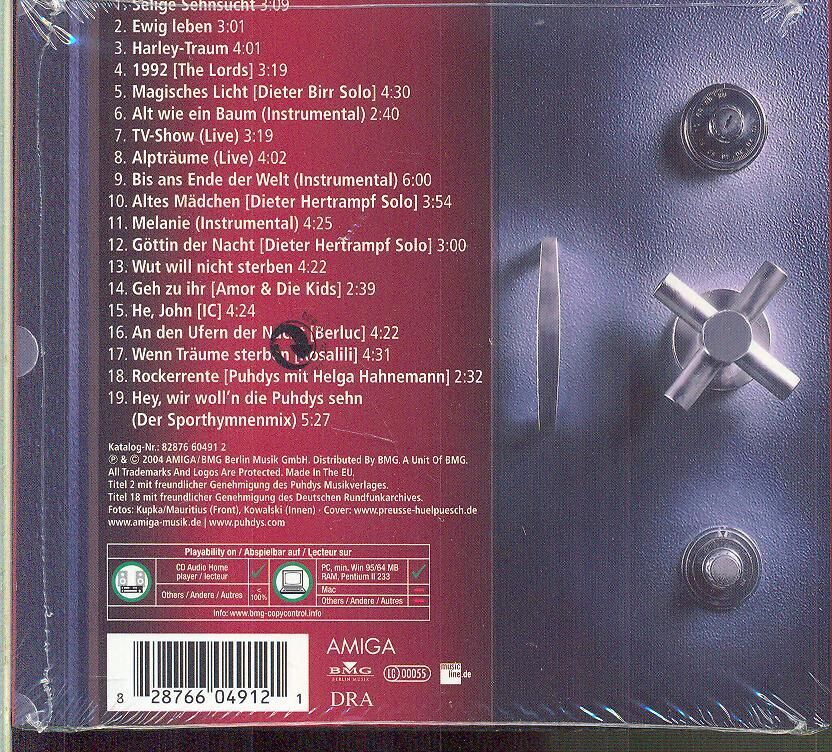 1. Selige Sehnsucht 3:09
2. Ewig leben 3:01
3. Harley-Traum 4:01
4. 1992 [The Lords] 3:19
5. Magisches Licht [Dieter Birr Solo] 4:30
6. Alt wie ein Baum (Instrumental) 2:40
7. TV-Show (Live) 3:19
8. Alpträume (Live) 4:02
9. Bis ans Ende der Welt (Instrumental) 6:00
10. Altes Mädchen [Dieter Hertrampf Solo] 3:54
11. Melanie (Instrumental) 4:25
12. Göttin der Nacht [Dieter Hertrampf Solo] 3:00
13. Wut will nicht sterben 4:22
14. Geh zu ihr [Amor & Die Kids] 2:39
15. He, John [IC] 4:24
16. An den Ufern der Nacht [Berluc] 4:22
17. Wenn Träume sterben [Rosalili] 4:31
18. Rockerrente [Puhdys mit Helga Hahnemann] 2:32
19. Hey, wir woll'n die Puhdys sehn
(Der Sporthymnenmix) 5:27
Katalog-Nr.: 82876 60491 2
℗ & © 2004 AMIGA/BMG Berlin Musik GmbH. Distributed By BMG. A Unit Of BMG.
All Trademarks And Logos Are Protected. Made In The EU.
Titel 2 mit freundlicher Genehmigung des Puhdys Musikverlages.
Titel 18 mit freundlicher Genehmigung des Deutschen Rundfunkarchives.
Fotos: Kupka/Mauritius (Front), Kowalski (Innen) · Cover: www.preusse-huelpuesch.de
www.amiga-musik.de | www.puhdys.com
Playability on / Abspielbar auf / Lecteur sur
CD Audio Home
player / lecteur
Others / Andere / Autres
< 100%
PC, min. Win 95/64 MB
RAM, Pentium II 233
Mac
Others / Andere / Autres
Info: www.bmg-copycontrol.info
8 28766 04912 1
AMIGA
BMG
BERLIN MUSIK
LC 00055
music
line.de
DRA